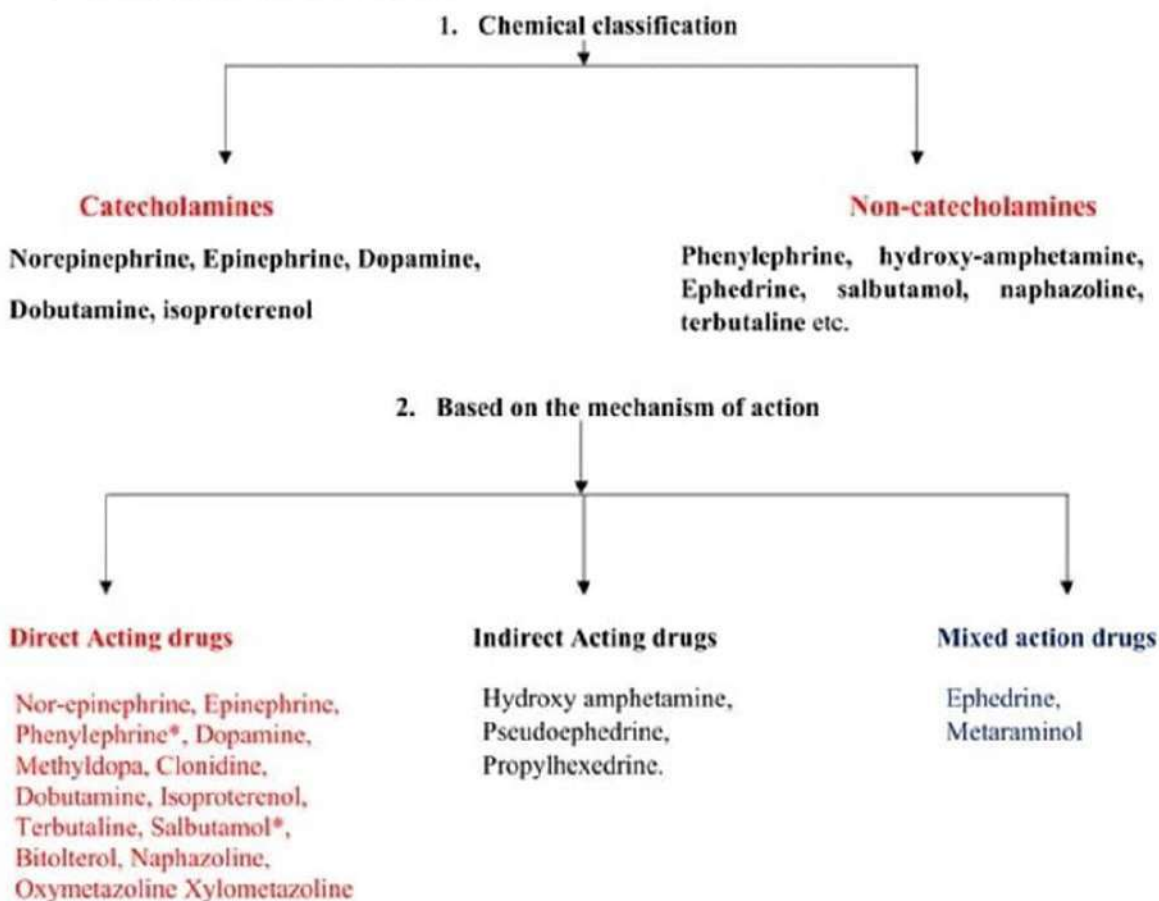 1. Chemical classification
Catecholamines
Norepinephrine, Epinephrine, Dopamine,
Dobutamine, isoproterenol
Non-catecholamines
Phenylephrine, hydroxy-amphetamine,
Ephedrine, salbutamol, naphazoline,
terbutaline etc.
2. Based on the mechanism of action
Direct Acting drugs
Nor-epinephrine, Epinephrine,
Phenylephrine*, Dopamine,
Methyldopa, Clonidine,
Dobutamine, Isoproterenol,
Terbutaline, Salbutamol*,
Bitolterol, Naphazoline,
Oxymetazoline Xylometazoline
Indirect Acting drugs
Hydroxy amphetamine,
Pseudoephedrine,
Propylhexedrine.
Mixed action drugs
Ephedrine,
Metaraminol